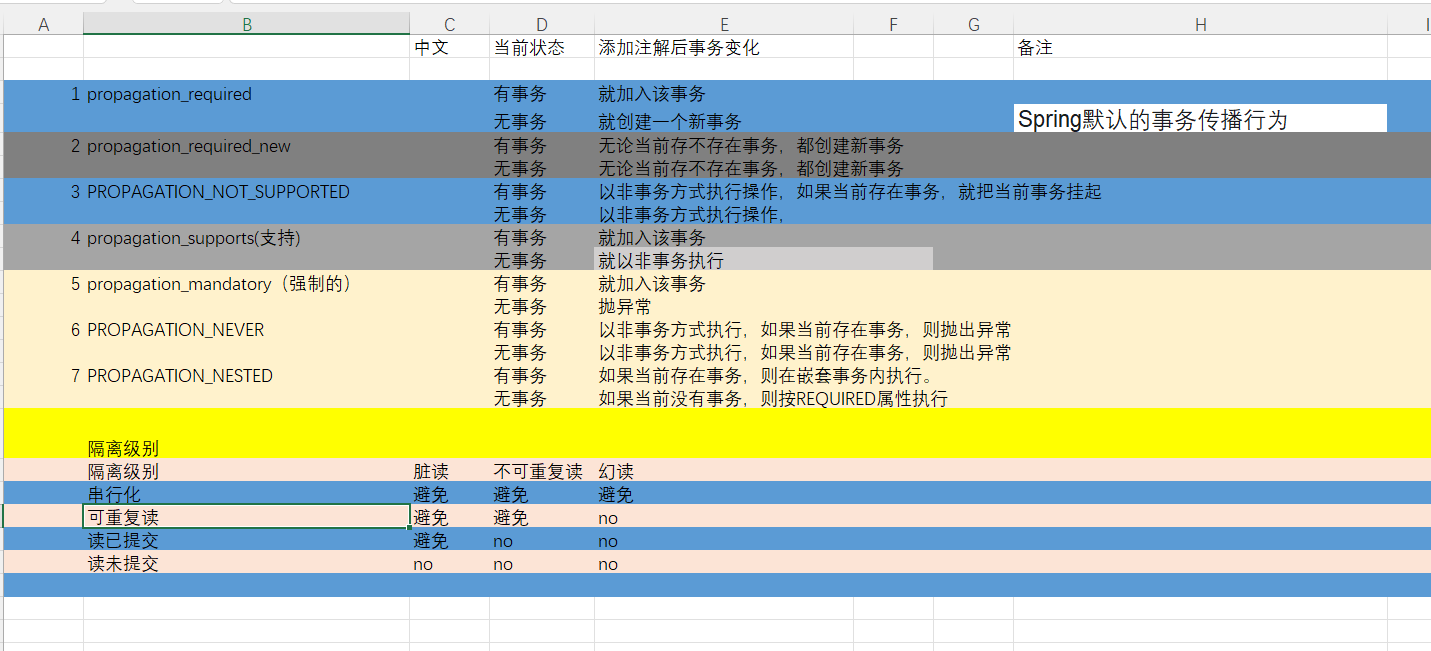 A B C D E F G H I
中文 当前状态 添加注解后事务变化 备注
1 propagation_required 有事务 就加入该事务
无事务 就创建一个新事务 Spring默认的事务传播行为
2 propagation_required_new 有事务 无论当前存不存在事务，都创建新事务
无事务 无论当前存不存在事务，都创建新事务
3 PROPAGATION_NOT_SUPPORTED 有事务 以非事务方式执行操作，如果当前存在事务，就把当前事务挂起
无事务 以非事务方式执行操作，
4 propagation_supports(支持) 有事务 就加入该事务
无事务 就以非事务执行
5 propagation_mandatory（强制的） 有事务 就加入该事务
无事务 抛异常
6 PROPAGATION_NEVER 有事务 以非事务方式执行，如果当前存在事务，则抛出异常
无事务 以非事务方式执行，如果当前存在事务，则抛出异常
7 PROPAGATION_NESTED 有事务 如果当前存在事务，则在嵌套事务内执行。
无事务 如果当前没有事务，则按REQUIRED属性执行
隔离级别
隔离级别 脏读 不可重复读 幻读
串行化 避免 避免 避免
可重复读 避免 避免 no
读已提交 避免 no no
读未提交 no no no